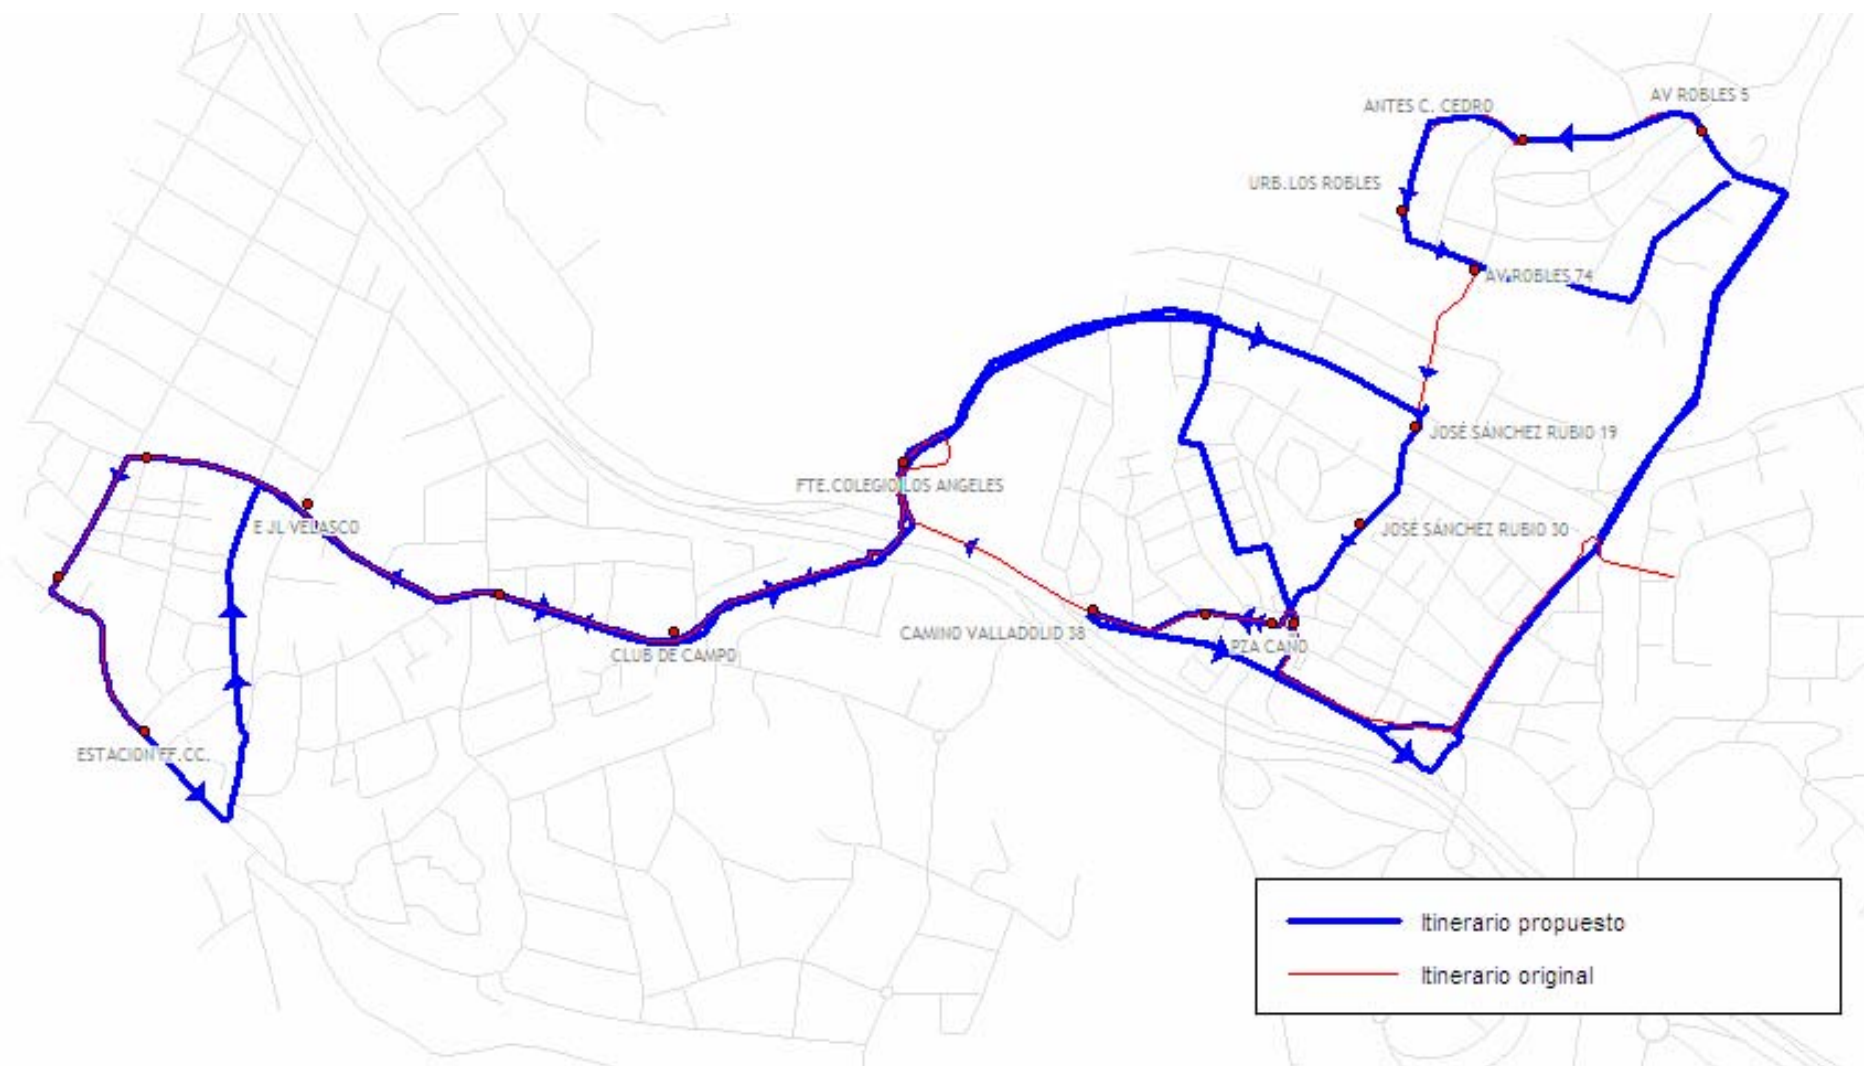 AV ROBLES 5
ANTES C. CEDRO
URB.LOS ROBLES
AV.ROBLES,74
JOSÉ SÁNCHEZ RUBIO 19
FTE.COLEGIO LOS ANGELES
E JL VELASCO
JOSÉ SÁNCHEZ RUBIO 30
CAMINO VALLADOLID 38
PZA CAÑO
CLUB DE CAMPO
ESTACION FF.CC.
Itinerario propuesto
Itinerario original